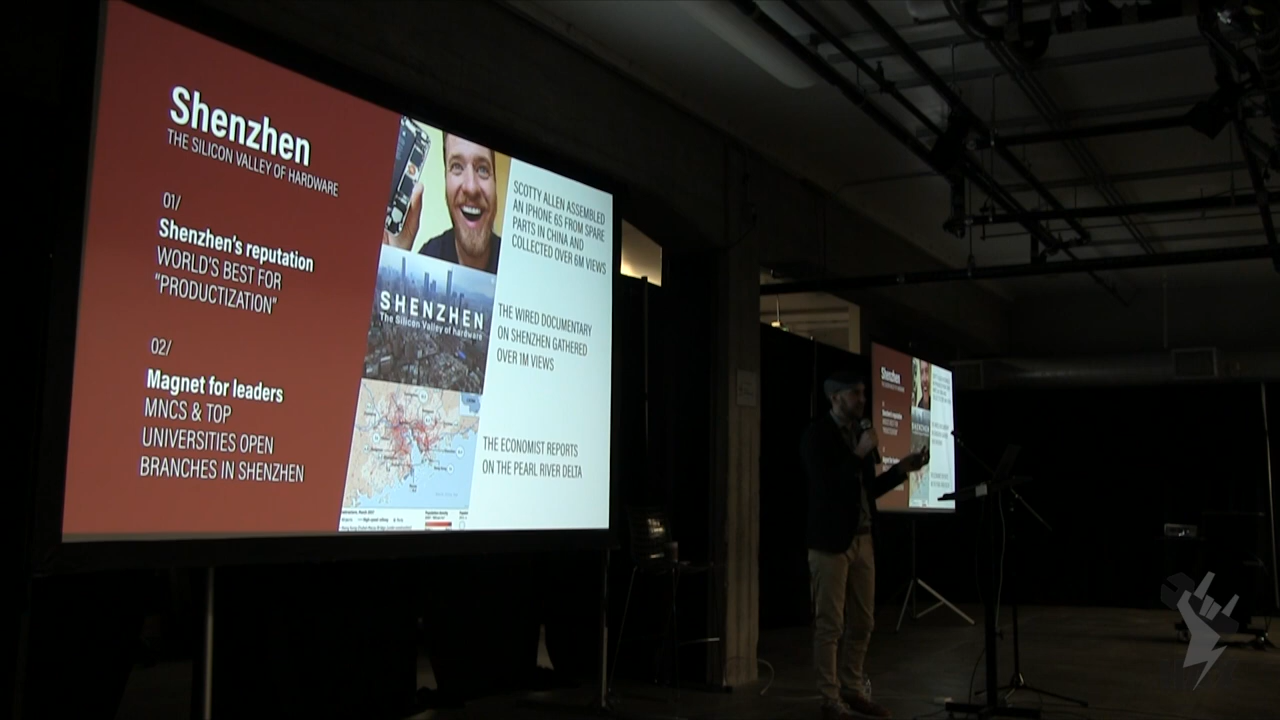 Shenzhen
THE SILICON VALLEY OF HARDWARE
01/
Shenzhen's reputation
WORLD'S BEST FOR
"PRODUCTIZATION"
02/
Magnet for leaders
MNCS & TOP
UNIVERSITIES OPEN
BRANCHES IN SHENZHEN
SHENZHEN
The Silicon Valley of hardware
SCOTTY ALLEN ASSEMBLED
AN IPHONE 6S FROM SPARE
PARTS IN CHINA AND
COLLECTED OVER 6M VIEWS
THE WIRED DOCUMENTARY
ON SHENZHEN GATHERED
OVER 1M VIEWS
THE ECONOMIST REPORTS
ON THE PEARL RIVER DELTA
Shenzhen